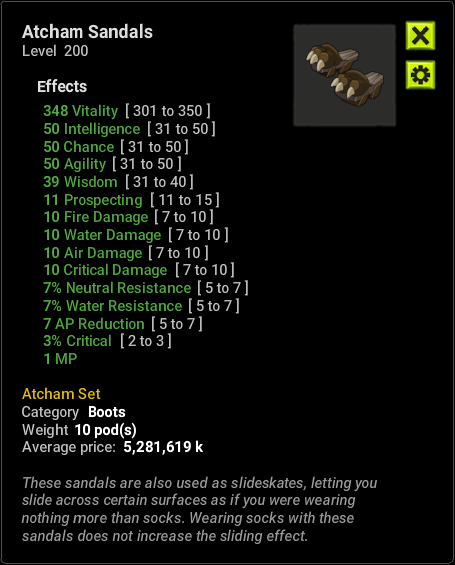 Atcham Sandals
Level 200
Effects
348 Vitality [ 301 to 350 ]
50 Intelligence [ 31 to 50 ]
50 Chance [ 31 to 50 ]
50 Agility [ 31 to 50 ]
39 Wisdom [ 31 to 40 ]
11 Prospecting [ 11 to 15 ]
10 Fire Damage [ 7 to 10 ]
10 Water Damage [ 7 to 10 ]
10 Air Damage [ 7 to 10 ]
10 Critical Damage [ 7 to 10 ]
7% Neutral Resistance [ 5 to 7 ]
7% Water Resistance [ 5 to 7 ]
7 AP Reduction [ 5 to 7 ]
3% Critical [ 2 to 3 ]
1 MP
Atcham Set
Category Boots
Weight 10 pod(s)
Average price: 5,281,619 k
These sandals are also used as slideskates, letting you
slide across certain surfaces as if you were wearing
nothing more than socks. Wearing socks with these
sandals does not increase the sliding effect.